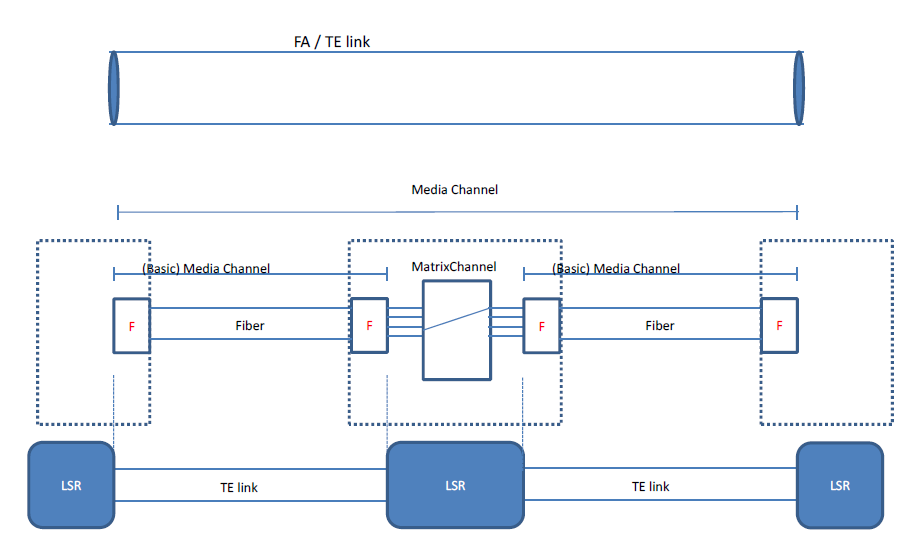 FA / TE link
Media Channel
(Basic) Media Channel
MatrixChannel
(Basic) Media Channel
F
Fiber
F
F
Fiber
F
LSR
TE link
LSR
TE link
LSR